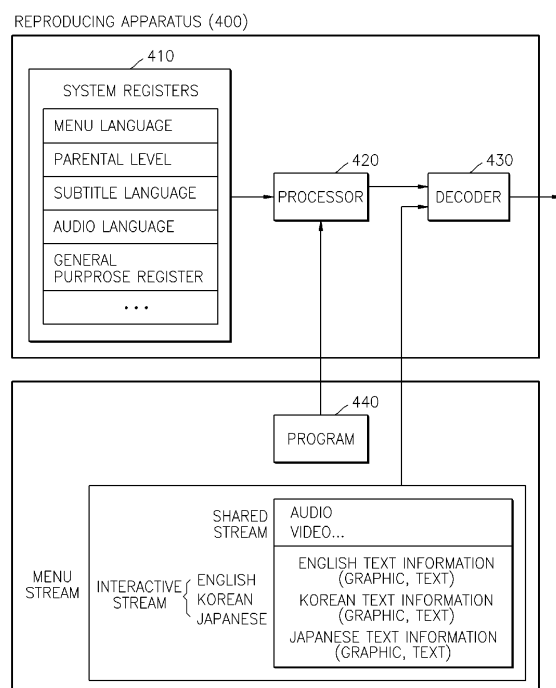 REPRODUCING APPARATUS (400)
410
SYSTEM REGISTERS
MENU LANGUAGE
PARENTAL LEVEL
SUBTITLE LANGUAGE
AUDIO LANGUAGE
GENERAL
PURPROSE REGISTER
...
420
PROCESSOR
430
DECODER
440
PROGRAM
MENU
STREAM
SHARED
STREAM
AUDIO
VIDEO...
INTERACTIVE
STREAM
ENGLISH
KOREAN
JAPANESE
ENGLISH TEXT INFORMATION
(GRAPHIC, TEXT)
KOREAN TEXT INFORMATION
(GRAPHIC, TEXT)
JAPANESE TEXT INFORMATION
(GRAPHIC, TEXT)